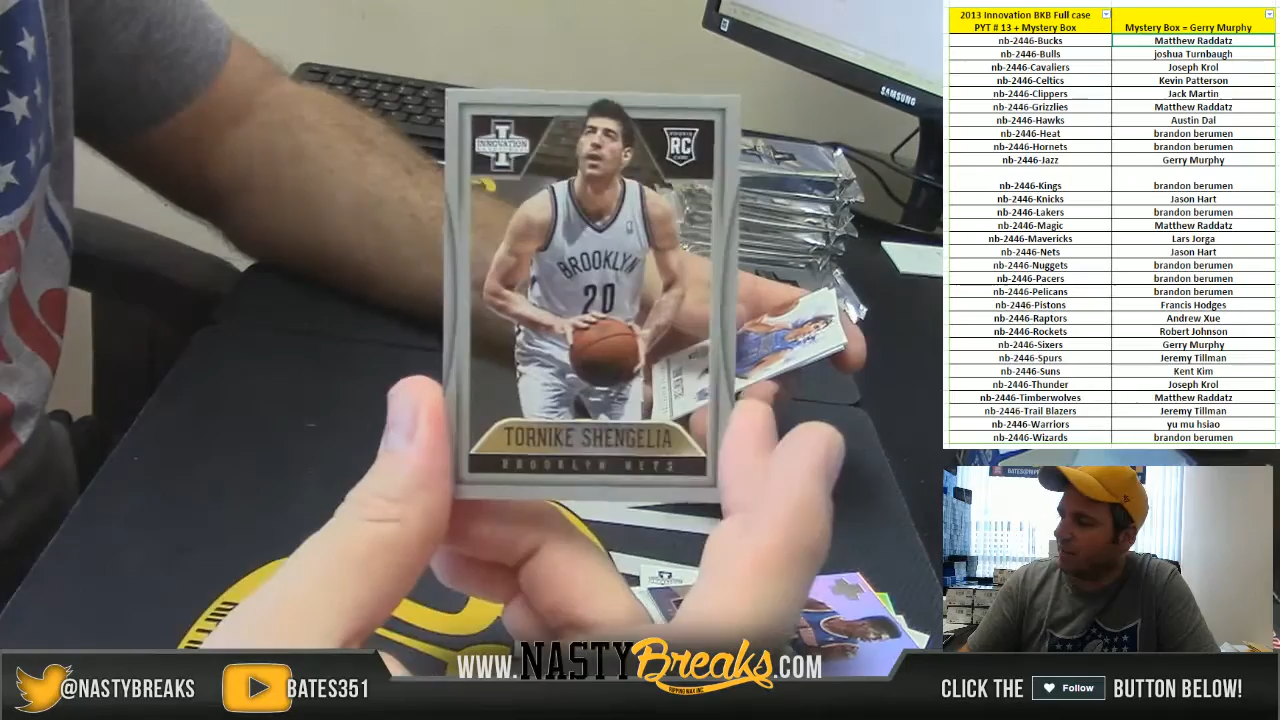 SAMSUNG
INNOVATION
RC
BROOKLYN
20
TORNIKE SHENGELIA
BROOKLYN NETS
2013 Innovation BKB Full case
PYT # 13 + Mystery Box
Mystery Box = Gerry Murphy
nb-2446-Bucks Matthew Raddatz
nb-2446-Bulls joshua Turnbaugh
nb-2446-Cavaliers Joseph Krol
nb-2446-Celtics Kevin Patterson
nb-2446-Clippers Jack Martin
nb-2446-Grizzlies Matthew Raddatz
nb-2446-Hawks Austin Dal
nb-2446-Heat brandon berumen
nb-2446-Hornets brandon berumen
nb-2446-Jazz Gerry Murphy
nb-2446-Kings brandon berumen
nb-2446-Knicks Jason Hart
nb-2446-Lakers brandon berumen
nb-2446-Magic Matthew Raddatz
nb-2446-Mavericks Lars Jorga
nb-2446-Nets Jason Hart
nb-2446-Nuggets brandon berumen
nb-2446-Pacers brandon berumen
nb-2446-Pelicans brandon berumen
nb-2446-Pistons Francis Hodges
nb-2446-Raptors Andrew Xue
nb-2446-Rockets Robert Johnson
nb-2446-Sixers Gerry Murphy
nb-2446-Spurs Jeremy Tillman
nb-2446-Suns Kent Kim
nb-2446-Thunder Joseph Krol
nb-2446-Timberwolves Matthew Raddatz
nb-2446-Trail Blazers Jeremy Tillman
nb-2446-Warriors yu mu hsiao
nb-2446-Wizards brandon berumen
@NASTYBREAKS
BATES351
WWW.NASTYBreaks.COM
RIPPING WAX INC
CLICK THE Follow BUTTON BELOW!